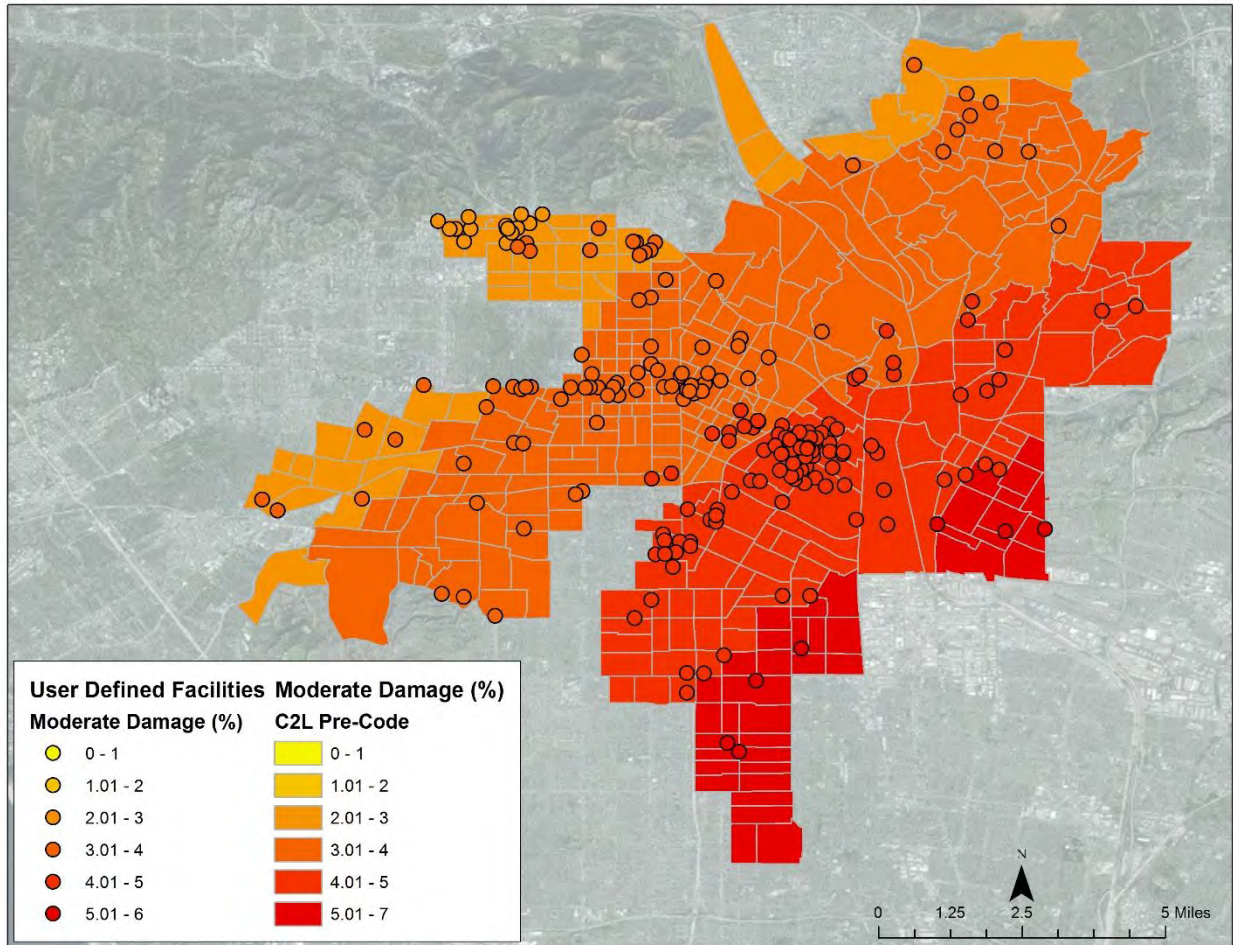 User Defined Facilities Moderate Damage (%)
Moderate Damage (%) C2L Pre-Code
0 - 1 0 - 1
1.01 - 2 1.01 - 2
2.01 - 3 2.01 - 3
3.01 - 4 3.01 - 4
4.01 - 5 4.01 - 5
5.01 - 6 5.01 - 7
N
0 1.25 2.5 5 Miles